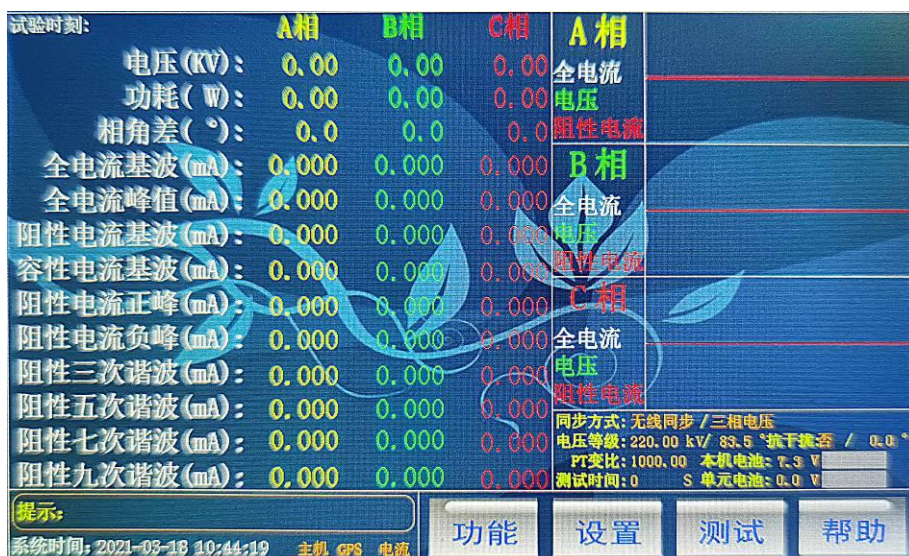 试验时刻: A相 B相 C相
电压(KV): 0.00 0.00 0.00
功耗( W): 0.00 0.00 0.00
相角差( °): 0.0 0.0 0.0
全电流基波(mA): 0.000 0.000 0.000
全电流峰值(mA): 0.000 0.000 0.000
阻性电流基波(mA): 0.000 0.000 0.000
容性电流基波(mA): 0.000 0.000 0.000
阻性电流正峰(mA): 0.000 0.000 0.000
阻性电流负峰(mA): 0.000 0.000 0.000
阻性三次谐波(mA): 0.000 0.000 0.000
阻性五次谐波(mA): 0.000 0.000 0.000
阻性七次谐波(mA): 0.000 0.000 0.000
阻性九次谐波(mA): 0.000 0.000 0.000
A相
全电流
电压
阻性电流
B相
全电流
电压
阻性电流
C相
全电流
电压
阻性电流
同步方式:无线同步 /三相电压
电压等级:220.00 kV/ 83.5 °抗干扰:否 / 0.0 °
PT变比:1000.00 本机电池:7.3 V
测试时间:0 S 单元电池:0.0 V
提示:
系统时间:2021-03-18 10:44:19 主机 GPS 电流
功能 设置 测试 帮助